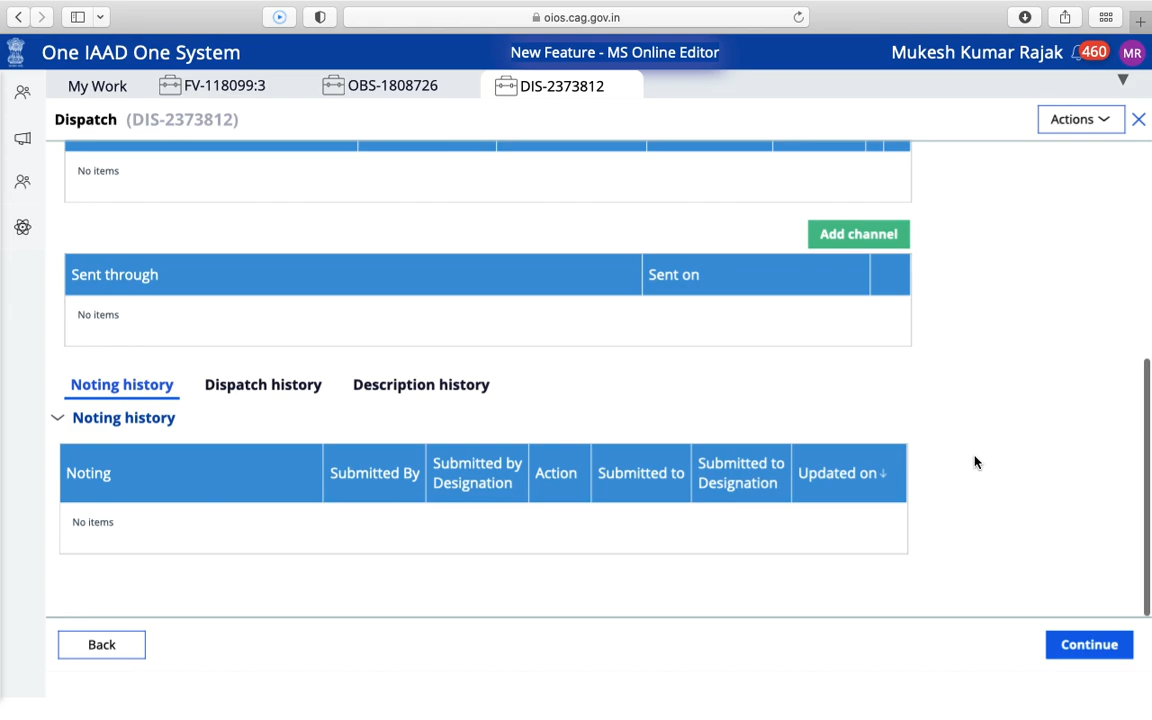 oios.cag.gov.in
One IAAD One System
New Feature - MS Online Editor
Mukesh Kumar Rajak
460
MR
My Work
FV-118099:3
OBS-1808726
DIS-2373812
Dispatch (DIS-2373812)
Actions
No items
Add channel
Sent through
Sent on
No items
Noting history
Dispatch history
Description history
Noting history
Noting
Submitted By
Submitted by
Designation
Action
Submitted to
Submitted to
Designation
Updated on
No items
Back
Continue